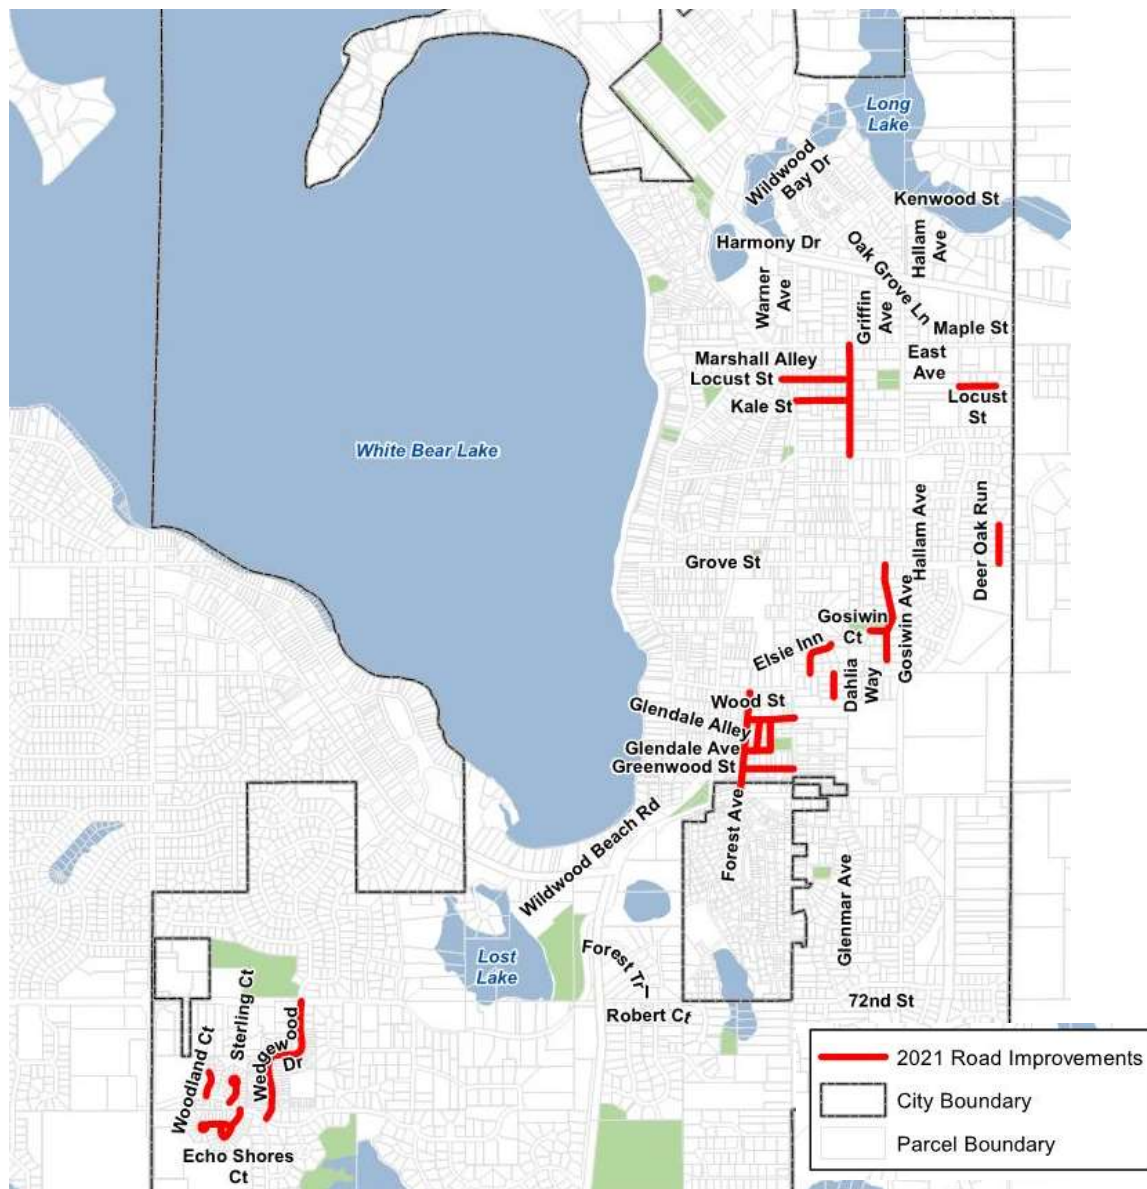 Long
Lake
Wildwood
Bay Dr
Kenwood St
Harmony Dr
Hallam
Ave
Oak Grove Ln
Warner
Ave
Griffin
Ave
Maple St
Marshall Alley
East
Ave
Locust St
Locust
St
Kale St
White Bear Lake
Hallam Ave
Deer Oak Run
Grove St
Gosiwin
Ct
Gosiwin Ave
Elsie Inn
Dahlia
Way
Wood St
Glendale Alley
Glendale Ave
Greenwood St
Forest Ave
Wildwood Beach Rd
Glenmar Ave
Lost
Lake
Forest Tr
Robert Ct
72nd St
Sterling Ct
Woodland Ct
Wedgewood
Dr
Echo Shores
Ct
2021 Road Improvements
City Boundary
Parcel Boundary